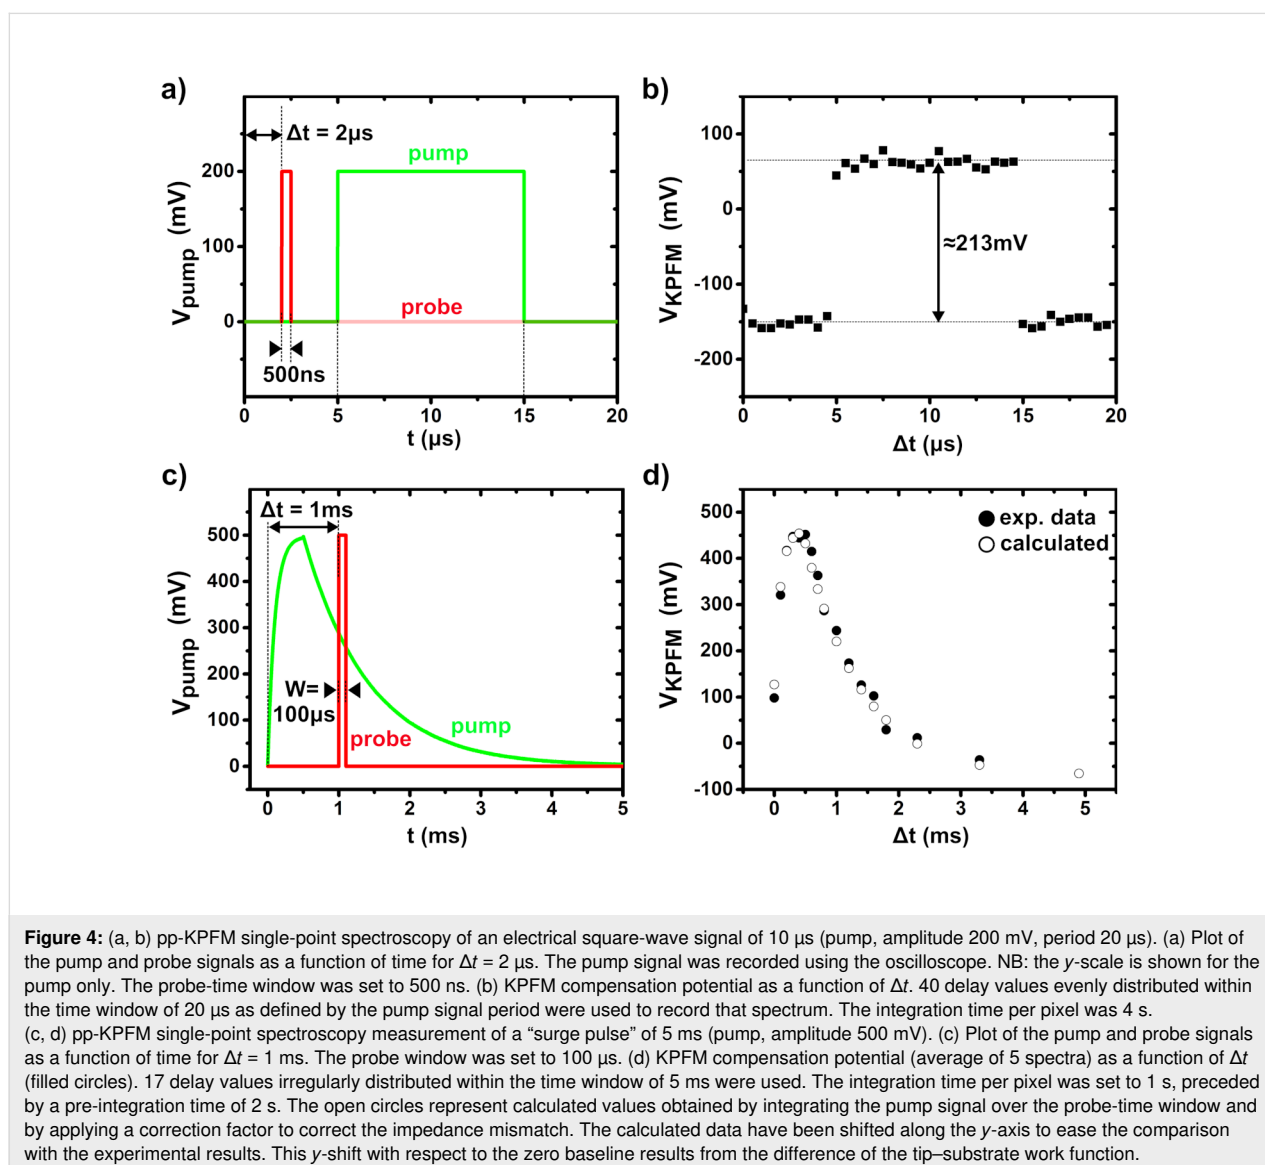 a)
Δt = 2µs
pump
probe
500ns
Vpump (mV)
200
100
0
0 5 10 15 20
t (µs)
b)
VKPFM (mV)
100
0
-100
-200
≈213mV
0 5 10 15 20
Δt (µs)
c)
Δt = 1ms
Vpump (mV)
500
400
300
200
100
0
W=
100µs
pump
probe
0 1 2 3 4 5
t (ms)
d)
exp. data
calculated
VKPFM (mV)
500
400
300
200
100
0
-100
0 1 2 3 4 5
Δt (ms)
Figure 4: (a, b) pp-KPFM single-point spectroscopy of an electrical square-wave signal of 10 µs (pump, amplitude 200 mV, period 20 µs). (a) Plot of
the pump and probe signals as a function of time for Δt = 2 µs. The pump signal was recorded using the oscilloscope. NB: the y-scale is shown for the
pump only. The probe-time window was set to 500 ns. (b) KPFM compensation potential as a function of Δt. 40 delay values evenly distributed within
the time window of 20 µs as defined by the pump signal period were used to record that spectrum. The integration time per pixel was 4 s.
(c, d) pp-KPFM single-point spectroscopy measurement of a “surge pulse” of 5 ms (pump, amplitude 500 mV). (c) Plot of the pump and probe signals
as a function of time for Δt = 1 ms. The probe window was set to 100 µs. (d) KPFM compensation potential (average of 5 spectra) as a function of Δt
(filled circles). 17 delay values irregularly distributed within the time window of 5 ms were used. The integration time per pixel was set to 1 s, preceded
by a pre-integration time of 2 s. The open circles represent calculated values obtained by integrating the pump signal over the probe-time window and
by applying a correction factor to correct the impedance mismatch. The calculated data have been shifted along the y-axis to ease the comparison
with the experimental results. This y-shift with respect to the zero baseline results from the difference of the tip–substrate work function.